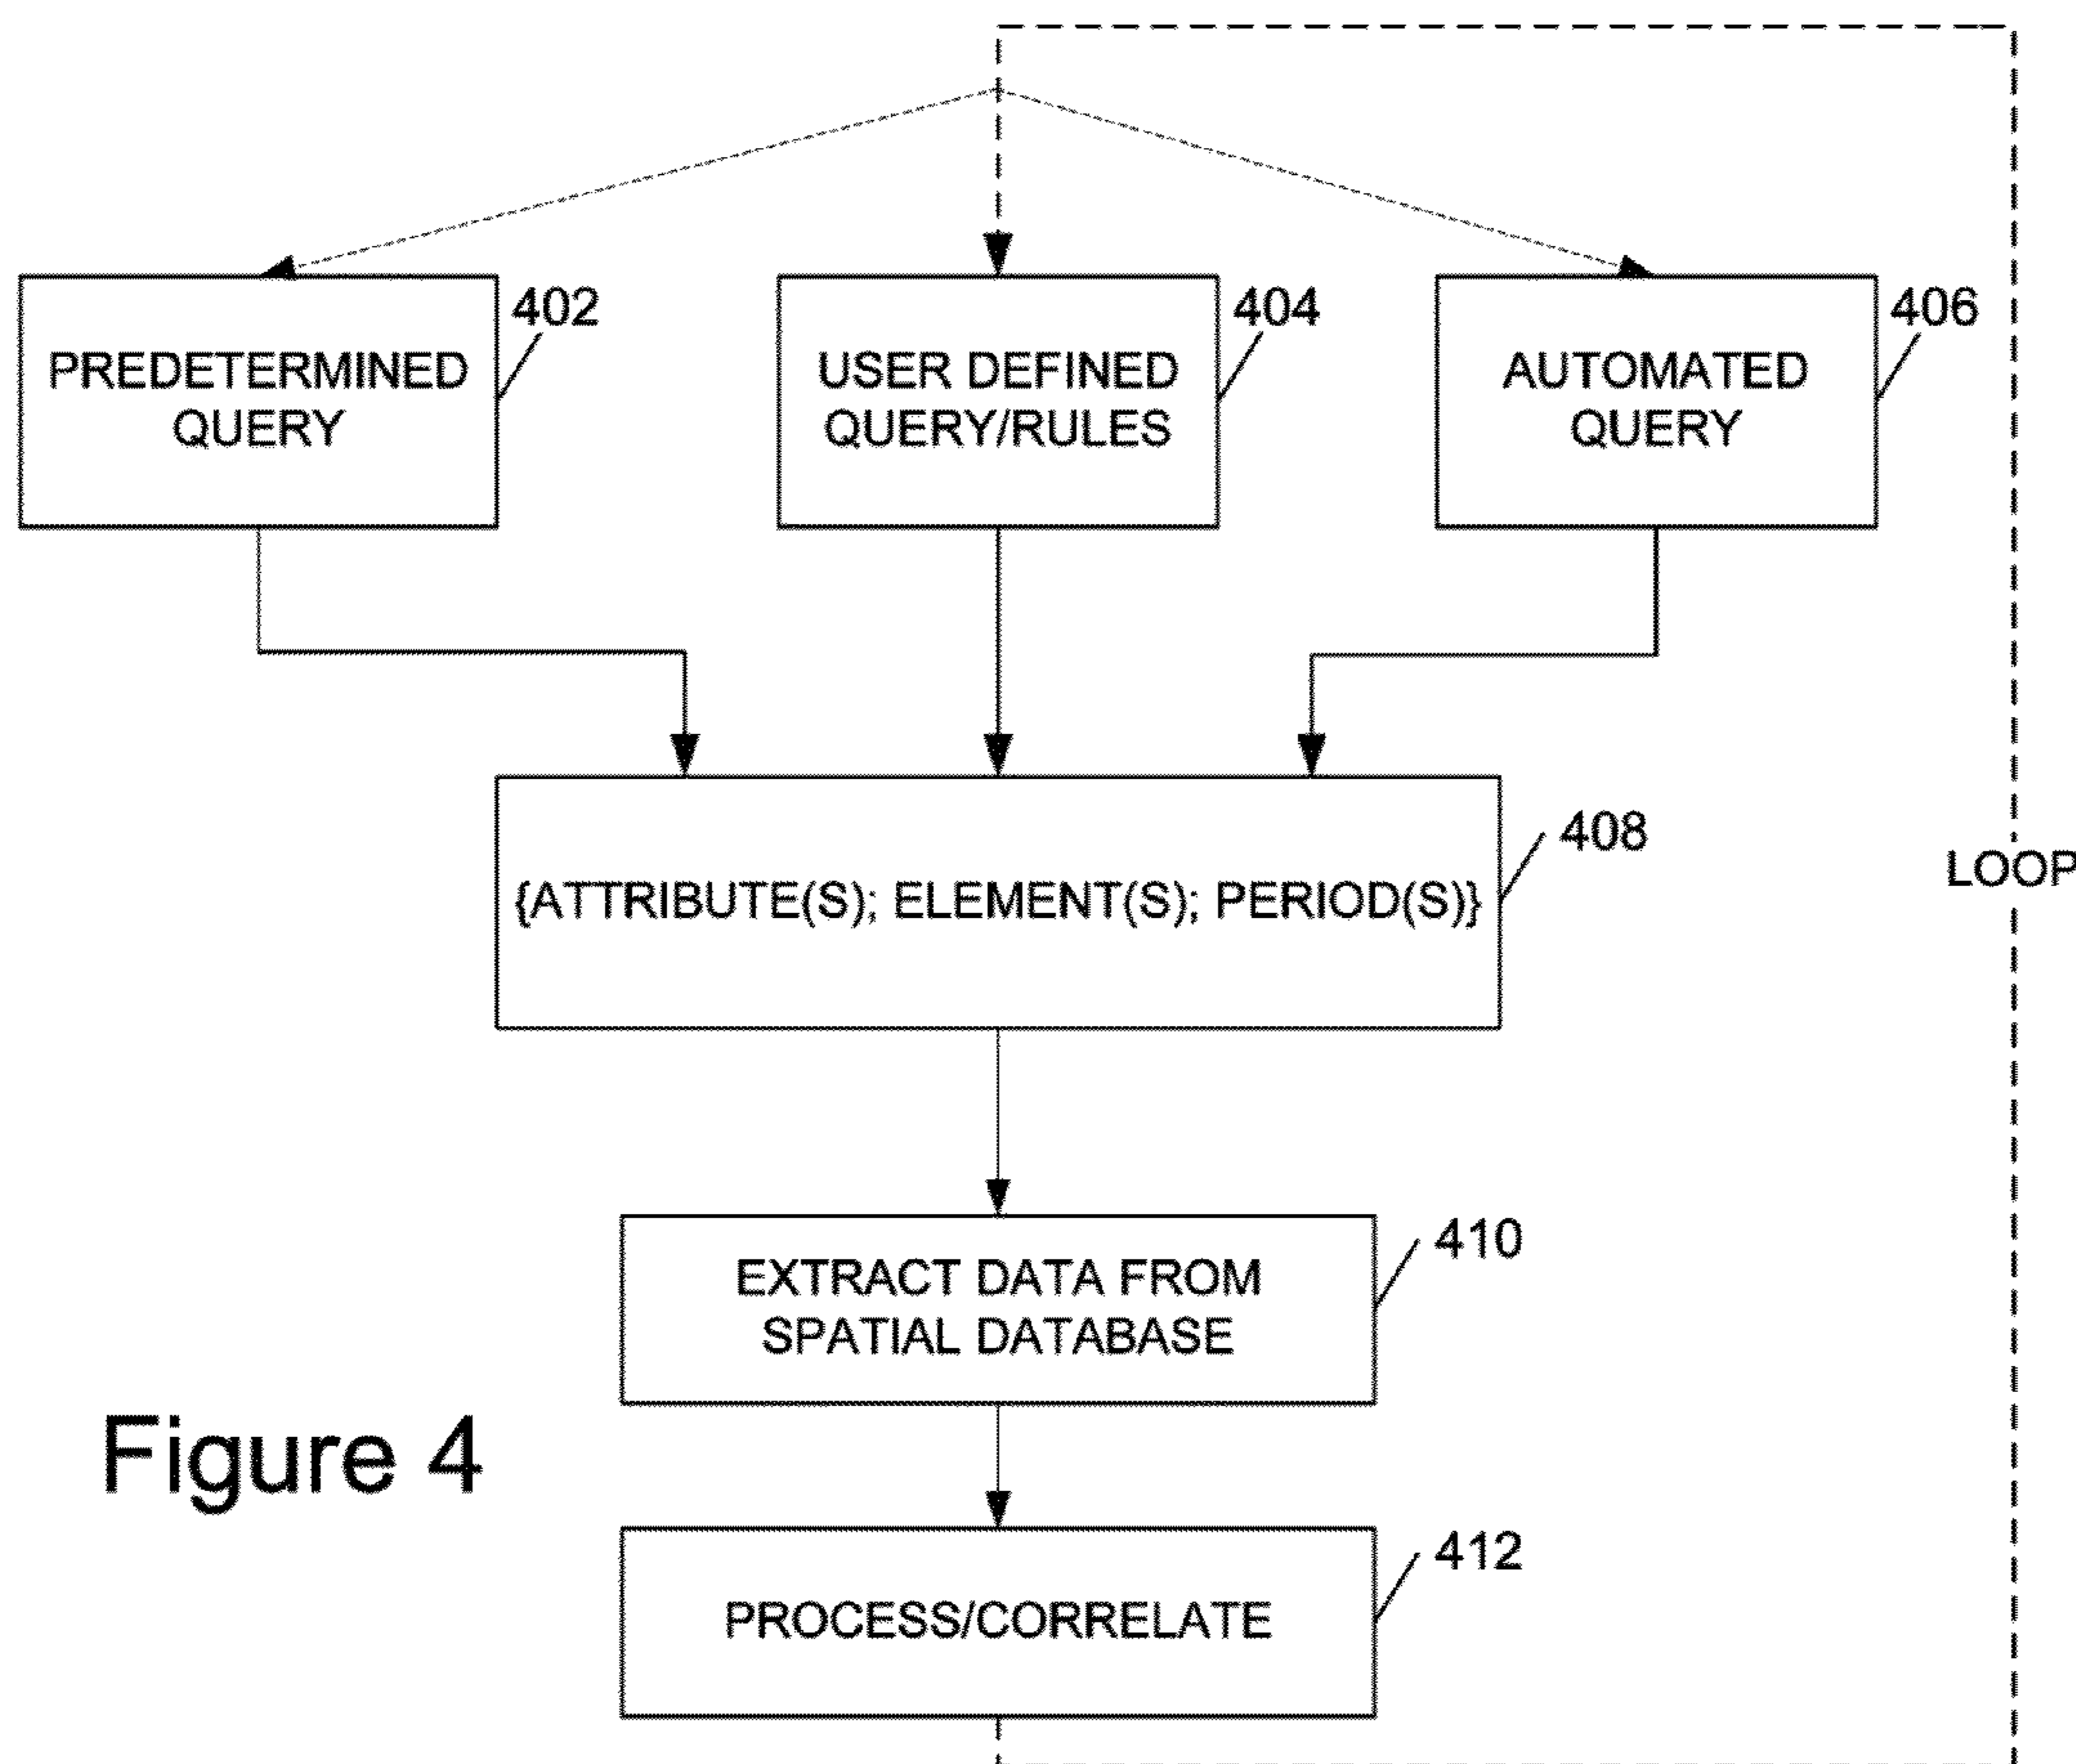 402
PREDETERMINED
QUERY
404
USER DEFINED
QUERY/RULES
406
AUTOMATED
QUERY
408
{ATTRIBUTE(S); ELEMENT(S); PERIOD(S)}
LOOP
410
EXTRACT DATA FROM
SPATIAL DATABASE
Figure 4
412
PROCESS/CORRELATE